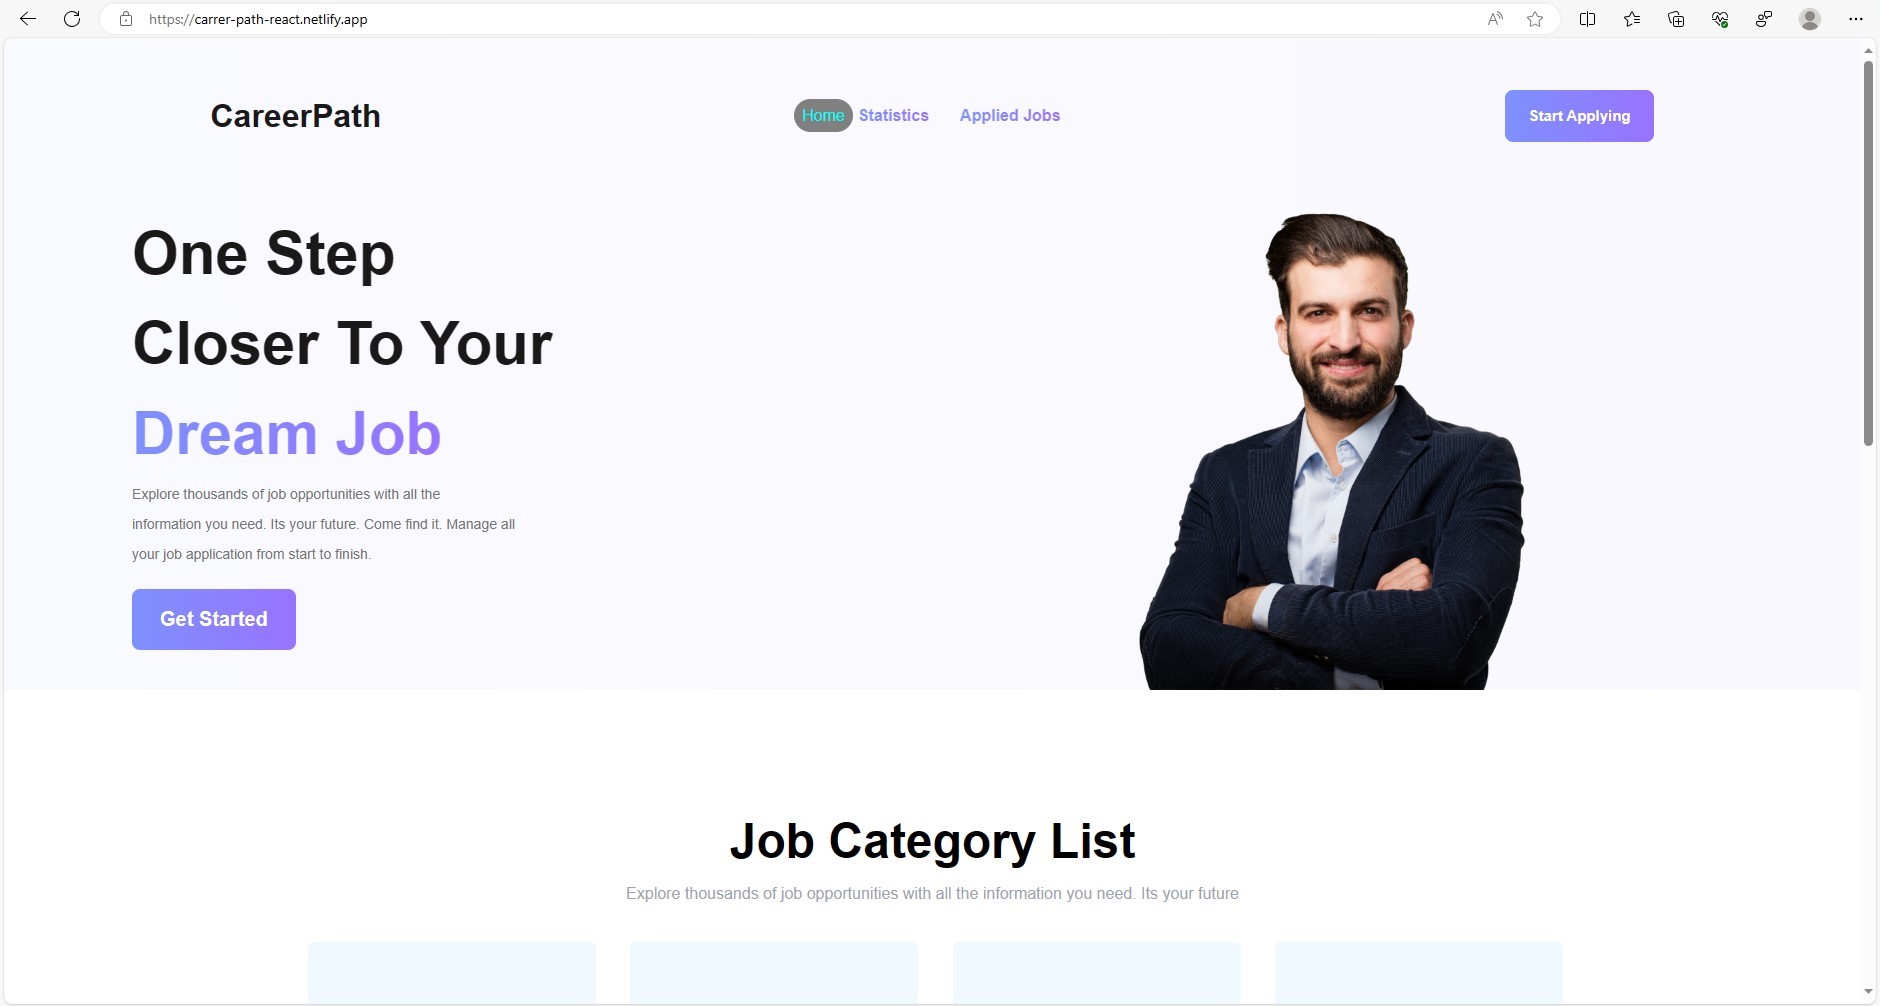 https://carrer-path-react.netlify.app
CareerPath
Home Statistics Applied Jobs
Start Applying
One Step
Closer To Your
Dream Job
Explore thousands of job opportunities with all the
information you need. Its your future. Come find it. Manage all
your job application from start to finish.
Get Started
Job Category List
Explore thousands of job opportunities with all the information you need. Its your future